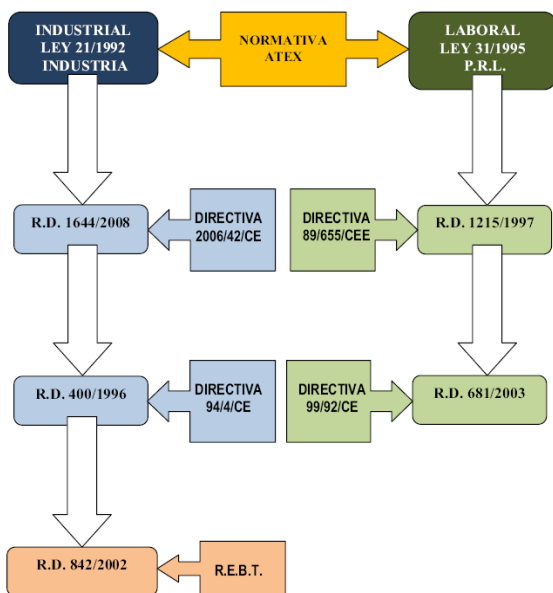 INDUSTRIAL
LEY 21/1992
INDUSTRIA
NORMATIVA
ATEX
LABORAL
LEY 31/1995
P.R.L.
R.D. 1644/2008
DIRECTIVA
2006/42/CE
DIRECTIVA
89/655/CEE
R.D. 1215/1997
R.D. 400/1996
DIRECTIVA
94/4/CE
DIRECTIVA
99/92/CE
R.D. 681/2003
R.D. 842/2002
R.E.B.T.